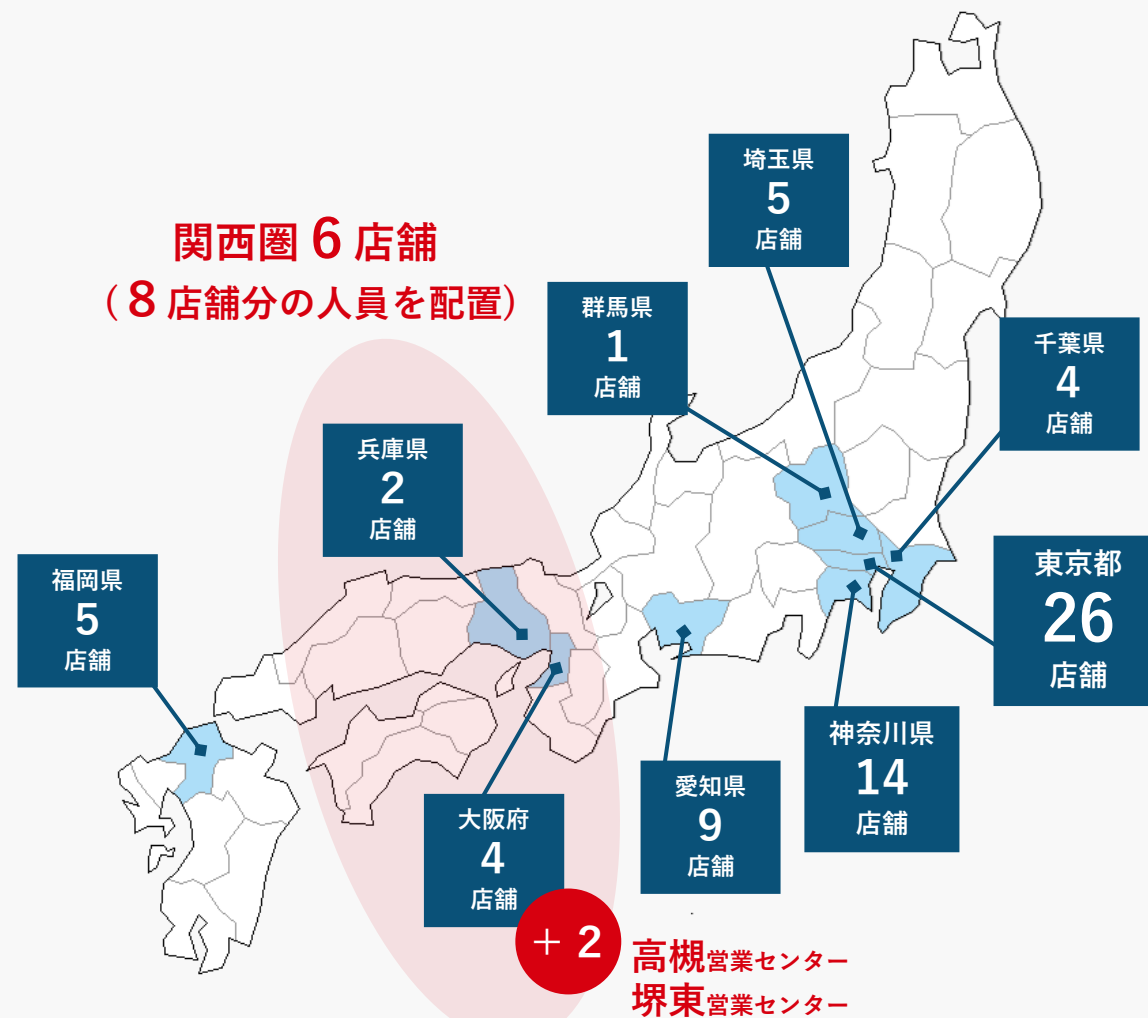 関西圏 6 店舗
（ 8 店舗分の人員を配置）
埼玉県
5
店舗
群馬県
1
店舗
千葉県
4
店舗
兵庫県
2
店舗
東京都
26
店舗
福岡県
5
店舗
神奈川県
14
店舗
愛知県
9
店舗
大阪府
4
店舗
＋ 2
高槻営業センター
堺東営業センター